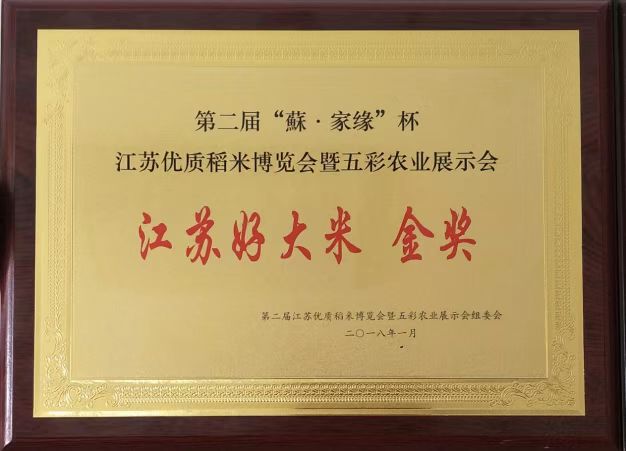 第二届“蘇·家缘”杯
江苏优质稻米博览会暨五彩农业展示会
江苏好大米 金奖
第二届江苏优质稻米博览会暨五彩农业展示会组委会
二〇一八年一月